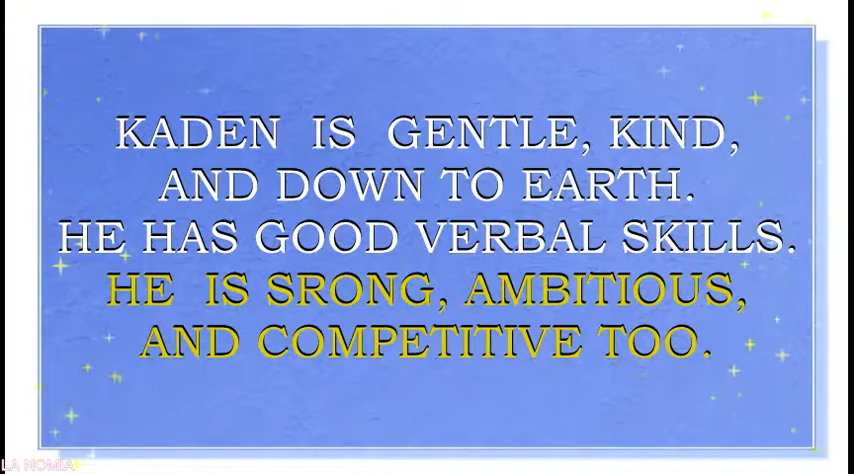 KADEN IS GENTLE, KIND,
AND DOWN TO EARTH.
HE HAS GOOD VERBAL SKILLS.
HE IS SRONG, AMBITIOUS,
AND COMPETITIVE TOO.
LA NOMIA